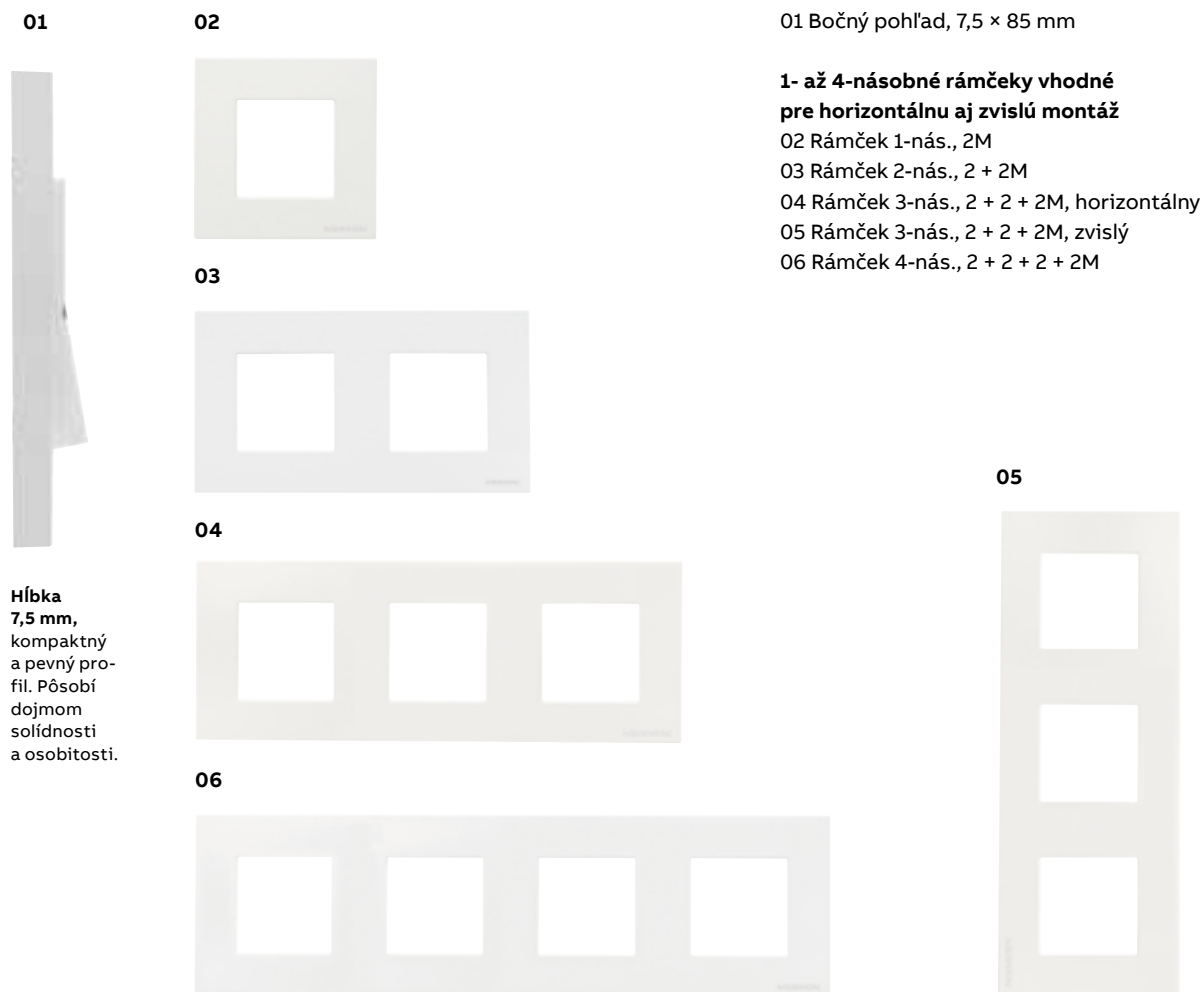 01
02
01 Bočný pohľad, 7,5 × 85 mm
1- až 4-násobné rámčeky vhodné
pre horizontálnu aj zvislú montáž
02 Rámček 1-nás., 2M
03 Rámček 2-nás., 2 + 2M
04 Rámček 3-nás., 2 + 2 + 2M, horizontálny
05 Rámček 3-nás., 2 + 2 + 2M, zvislý
06 Rámček 4-nás., 2 + 2 + 2 + 2M
03
05
04
Hĺbka
7,5 mm,
kompaktný
a pevný pro-
fil. Pôsobí
dojmom
solídnosti
a osobitosti.
06